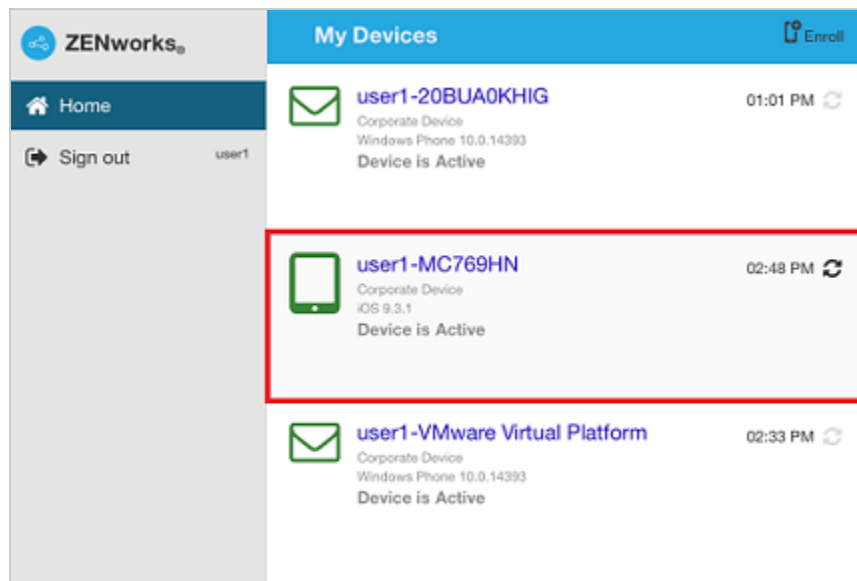 ZENworks®
Home
Sign out user1
My Devices
Enroll
user1-20BUA0KHIG 01:01 PM
Corporate Device
Windows Phone 10.0.14393
Device is Active
user1-MC769HN 02:48 PM
Corporate Device
iOS 9.3.1
Device is Active
user1-VMware Virtual Platform 02:33 PM
Corporate Device
Windows Phone 10.0.14393
Device is Active